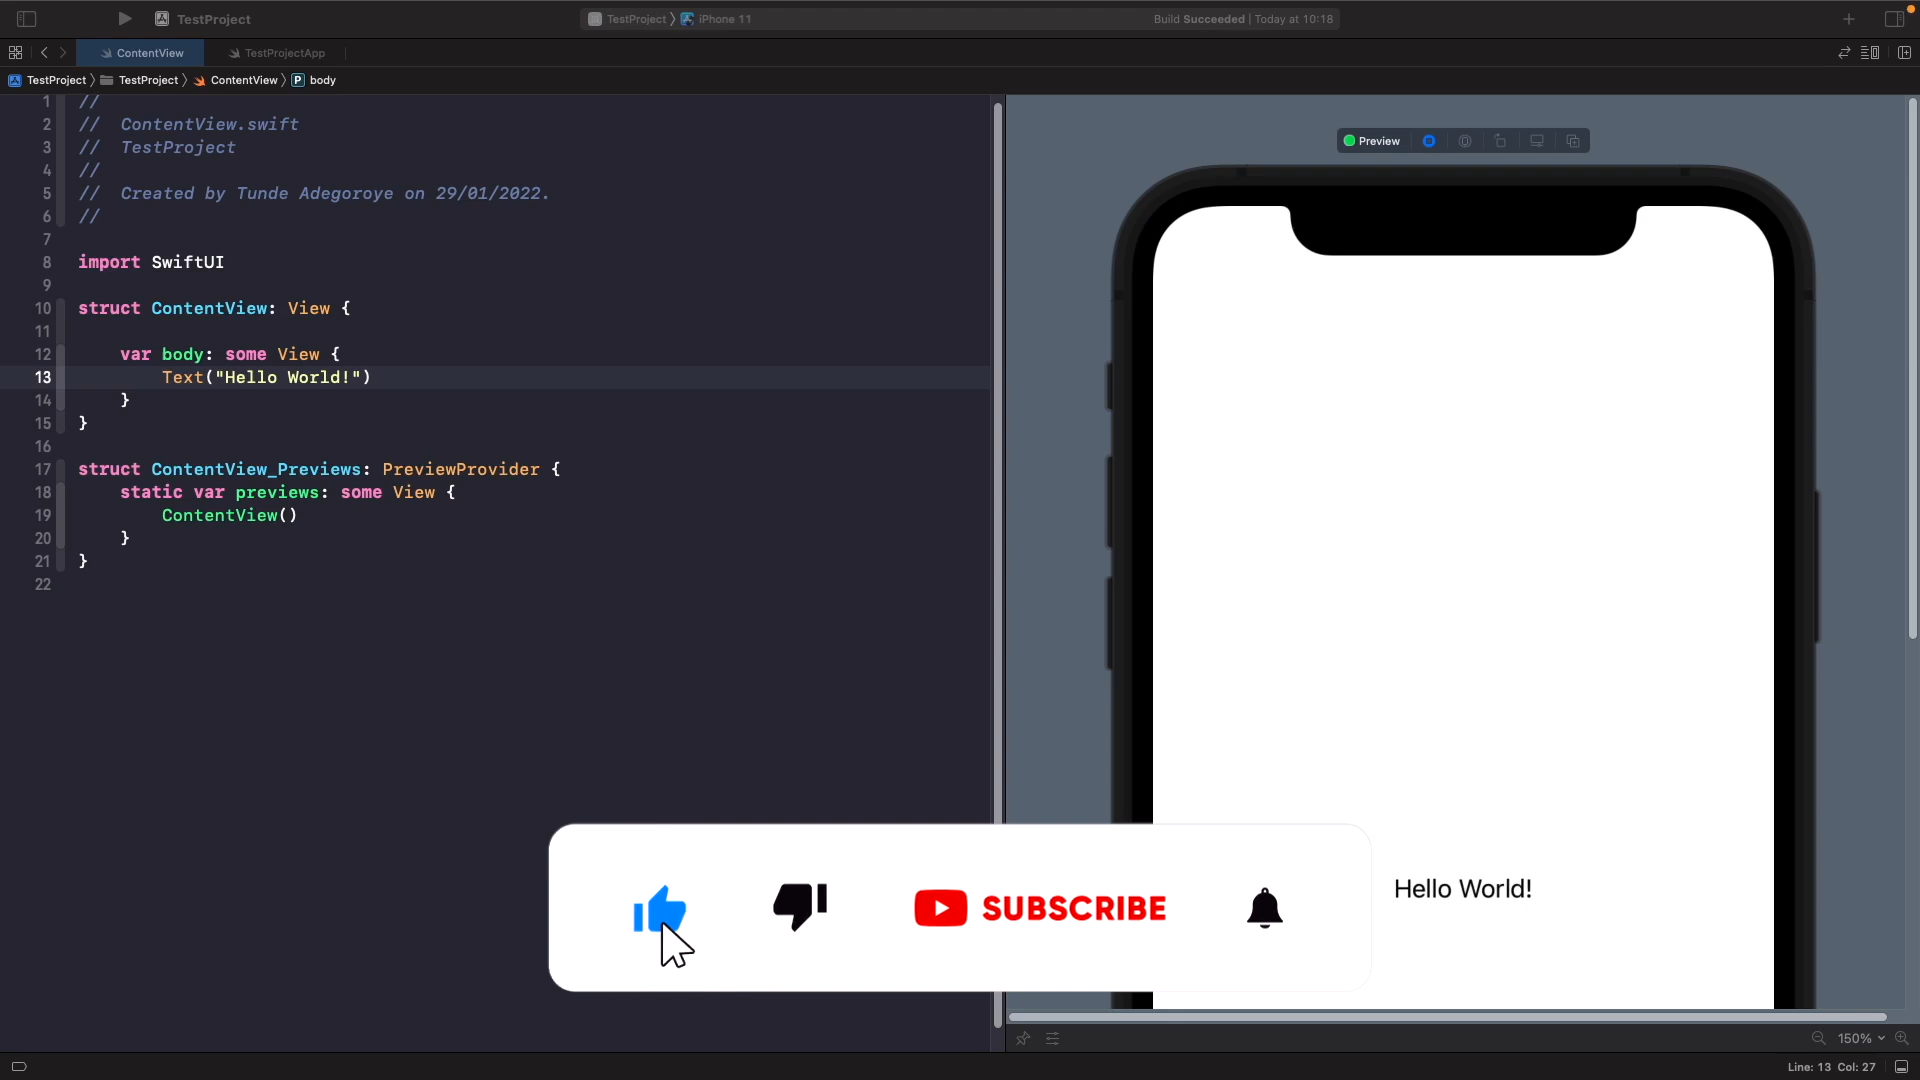 TestProject
TestProject 〉 iPhone 11
Build Succeeded | Today at 10:18
ContentView
TestProjectApp
TestProject 〉 TestProject 〉 ContentView 〉 P body
1 //
2 //  ContentView.swift
3 //  TestProject
4 //
5 //  Created by Tunde Adegoroye on 29/01/2022.
6 //
7
8 import SwiftUI
9
10 struct ContentView: View {
11
12     var body: some View {
13         Text("Hello World!")
14     }
15 }
16
17 struct ContentView_Previews: PreviewProvider {
18     static var previews: some View {
19         ContentView()
20     }
21 }
22
Preview
Hello World!
SUBSCRIBE
150%
Line: 13 Col: 27